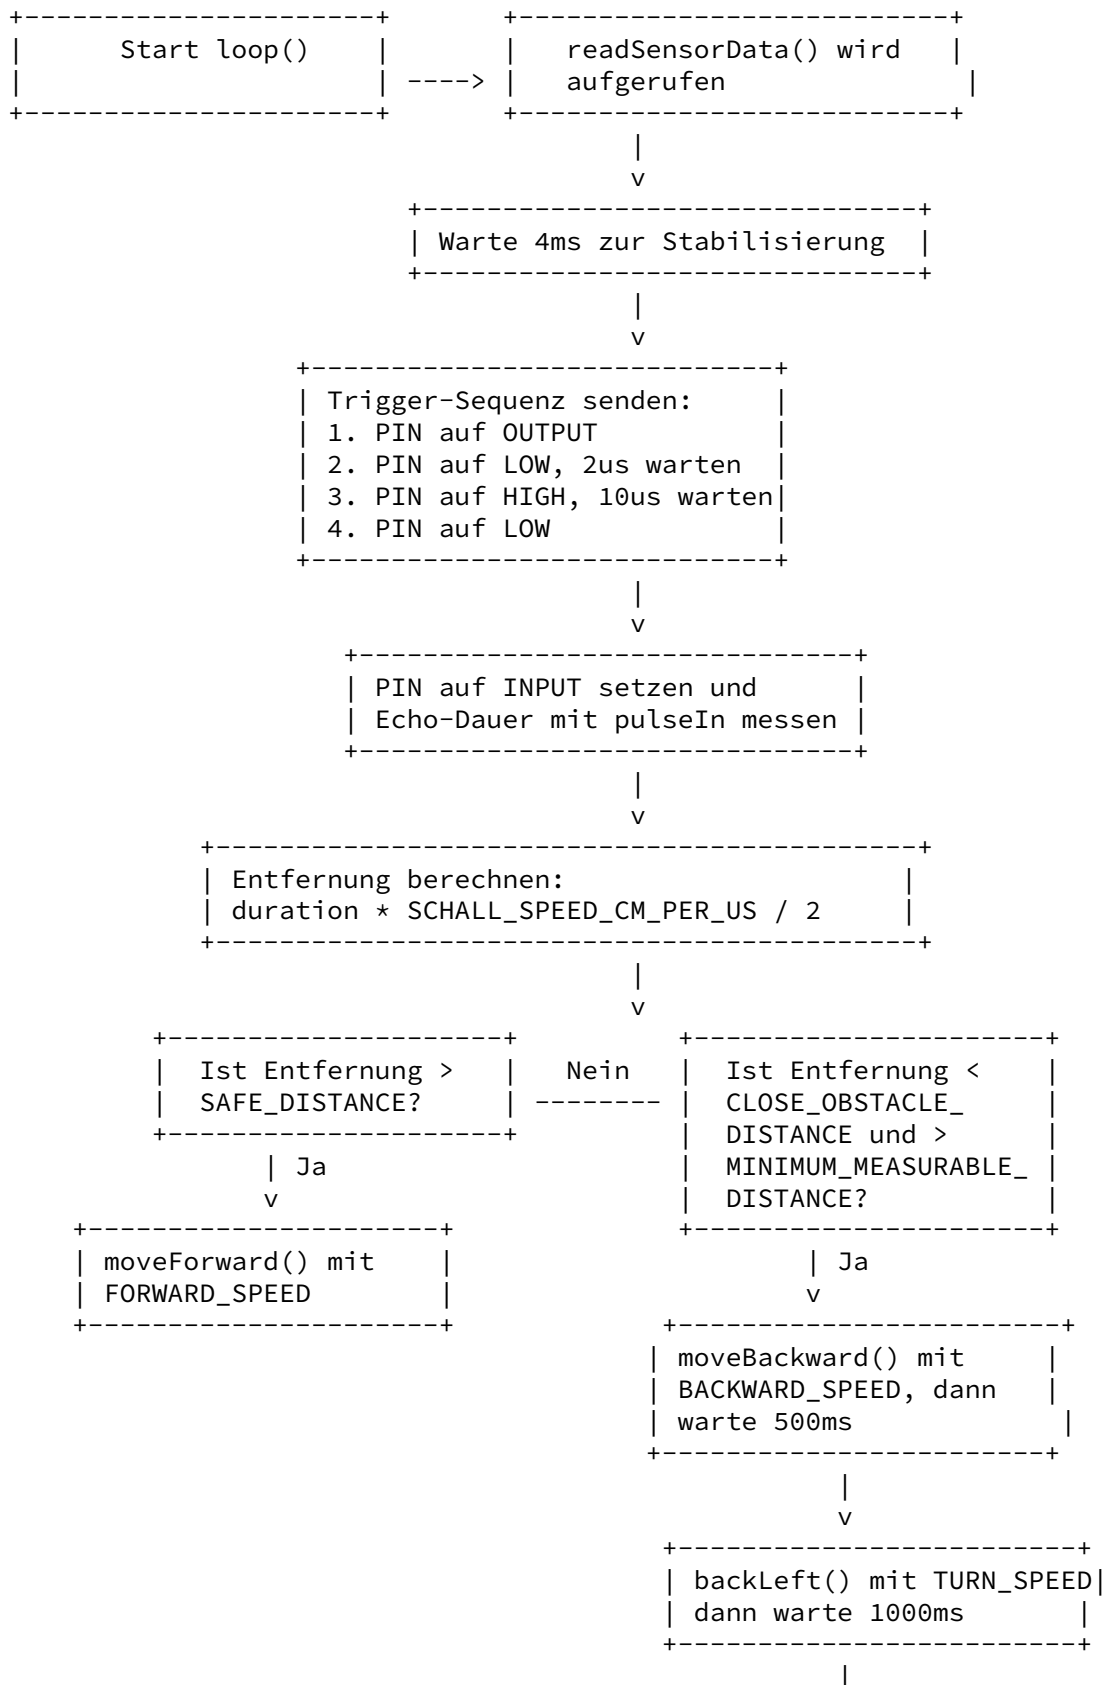 Start loop()
readSensorData() wird
aufgerufen
Warte 4ms zur Stabilisierung
Trigger-Sequenz senden:
1. PIN auf OUTPUT
2. PIN auf LOW, 2us warten
3. PIN auf HIGH, 10us warten
4. PIN auf LOW
PIN auf INPUT setzen und
Echo-Dauer mit pulseIn messen
Entfernung berechnen:
duration * SCHALL_SPEED_CM_PER_US / 2
Ist Entfernung >
SAFE_DISTANCE?
Nein
Ist Entfernung <
CLOSE_OBSTACLE_
DISTANCE und >
MINIMUM_MEASURABLE_
DISTANCE?
Ja
moveForward() mit
FORWARD_SPEED
Ja
moveBackward() mit
BACKWARD_SPEED, dann
warte 500ms
backLeft() mit TURN_SPEED
dann warte 1000ms